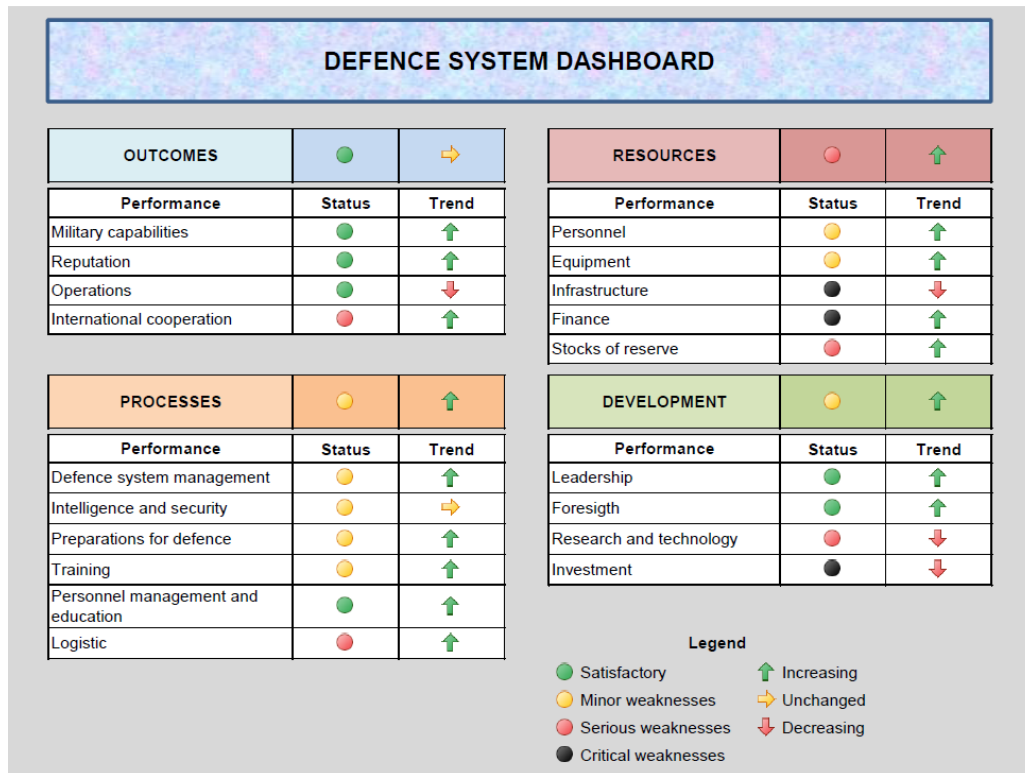 DEFENCE SYSTEM DASHBOARD
OUTCOMES
Performance Status Trend
Military capabilities
Reputation
Operations
International cooperation
RESOURCES
Performance Status Trend
Personnel
Equipment
Infrastructure
Finance
Stocks of reserve
PROCESSES
Performance Status Trend
Defence system management
Intelligence and security
Preparations for defence
Training
Personnel management and
education
Logistic
DEVELOPMENT
Performance Status Trend
Leadership
Foresigth
Research and technology
Investment
Legend
Satisfactory Increasing
Minor weaknesses Unchanged
Serious weaknesses Decreasing
Critical weaknesses